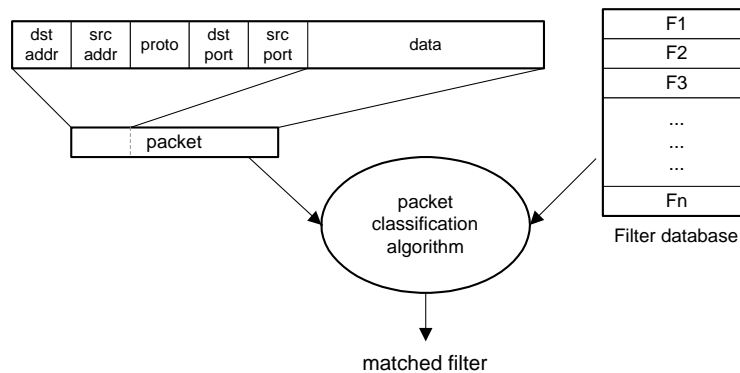 dst addr
src addr
proto
dst port
src port
data
packet
F1
F2
F3
...
...
...
Fn
Filter database
packet
classification
algorithm
matched filter